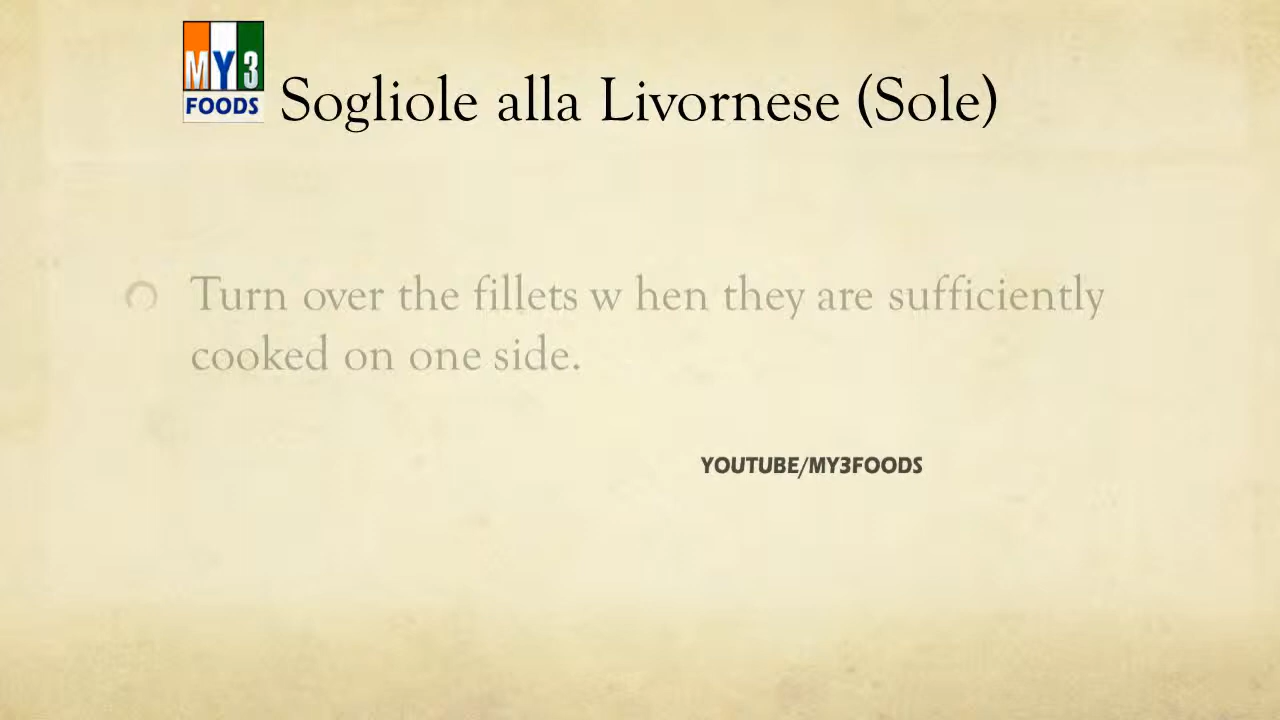 MY3
FOODS
Sogliole alla Livornese (Sole)
Turn over the fillets w hen they are sufficiently
cooked on one side.
YOUTUBE/MY3FOODS